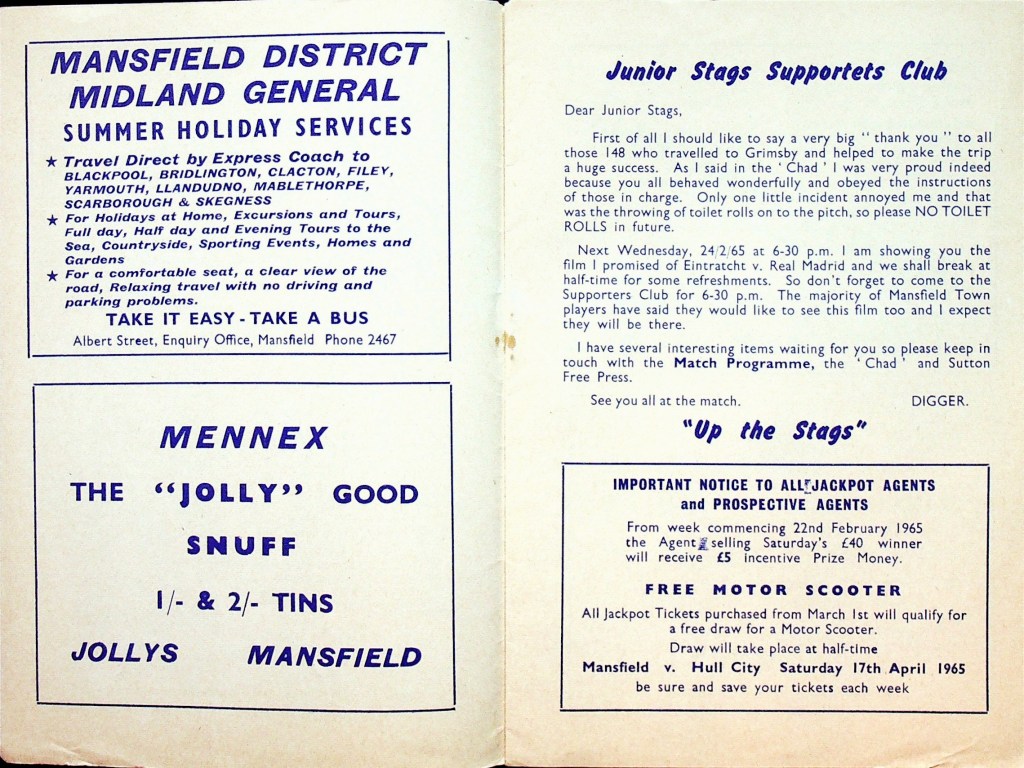 MANSFIELD DISTRICT
MIDLAND GENERAL
SUMMER HOLIDAY SERVICES
★ Travel Direct by Express Coach to
BLACKPOOL, BRIDLINGTON, CLACTON, FILEY,
YARMOUTH, LLANDUDNO, MABLETHORPE,
SCARBOROUGH & SKEGNESS
★ For Holidays at Home, Excursions and Tours,
Full day, Half day and Evening Tours to the
Sea, Countryside, Sporting Events, Homes and
Gardens
★ For a comfortable seat, a clear view of the
road, Relaxing travel with no driving and
parking problems.
TAKE IT EASY - TAKE A BUS
Albert Street, Enquiry Office, Mansfield Phone 2467
MENNEX
THE "JOLLY" GOOD
SNUFF
1/- & 2/- TINS
JOLLYS MANSFIELD
Junior Stags Supportets Club
Dear Junior Stags,
First of all I should like to say a very big " thank you " to all
those 148 who travelled to Grimsby and helped to make the trip
a huge success. As I said in the ' Chad ' I was very proud indeed
because you all behaved wonderfully and obeyed the instructions
of those in charge. Only one little incident annoyed me and that
was the throwing of toilet rolls on to the pitch, so please NO TOILET
ROLLS in future.
Next Wednesday, 24/2/65 at 6-30 p.m. I am showing you the
film I promised of Eintratcht v. Real Madrid and we shall break at
half-time for some refreshments. So don't forget to come to the
Supporters Club for 6-30 p.m. The majority of Mansfield Town
players have said they would like to see this film too and I expect
they will be there.
I have several interesting items waiting for you so please keep in
touch with the Match Programme, the ' Chad ' and Sutton
Free Press.
See you all at the match. DIGGER.
"Up the Stags"
IMPORTANT NOTICE TO ALL JACKPOT AGENTS
and PROSPECTIVE AGENTS
From week commencing 22nd February 1965
the Agent selling Saturday's £40 winner
will receive £5 incentive Prize Money.
FREE MOTOR SCOOTER
All Jackpot Tickets purchased from March 1st will qualify for
a free draw for a Motor Scooter.
Draw will take place at half-time
Mansfield v. Hull City Saturday 17th April 1965
be sure and save your tickets each week